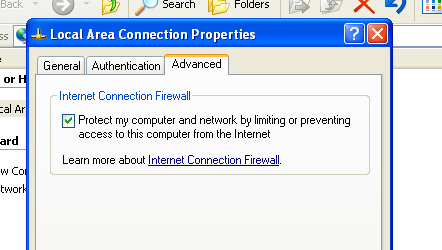 Back
Search
Folders
Local Area Connection Properties
General
Authentication
Advanced
Internet Connection Firewall
Protect my computer and network by limiting or preventing
access to this computer from the Internet
Learn more about Internet Connection Firewall.
or H
cal Ar
ard
w Cor
twork